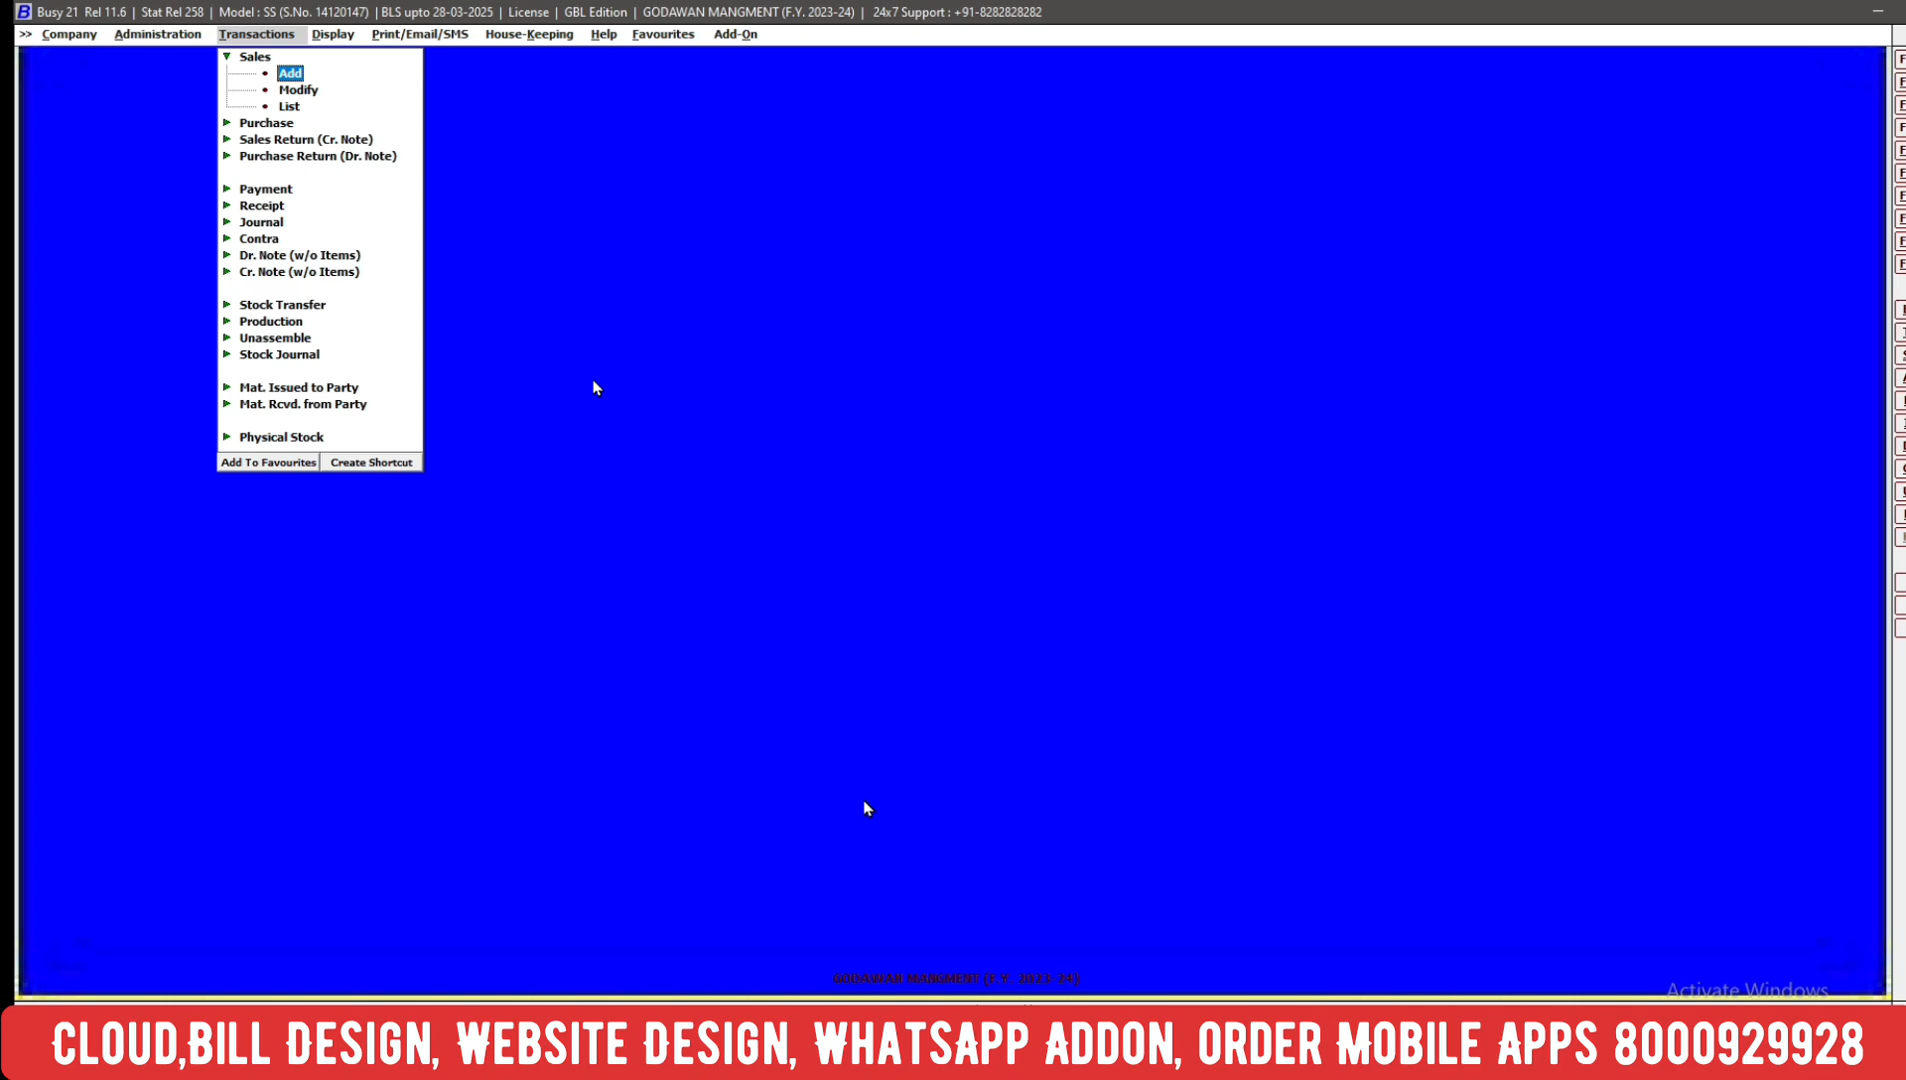 Busy 21 Rel 11.6 | Stat Rel 258 | Model : SS (S.No. 14120147) | BLS upto 28-03-2025 | License | GBL Edition | GODAWAN MANGMENT (F.Y. 2023-24) | 24x7 Support : +91-8282828282
>> Company Administration Transactions Display Print/Email/SMS House-Keeping Help Favourites Add-On
Sales
Add
Modify
List
Purchase
Sales Return (Cr. Note)
Purchase Return (Dr. Note)
Payment
Receipt
Journal
Contra
Dr. Note (w/o Items)
Cr. Note (w/o Items)
Stock Transfer
Production
Unassemble
Stock Journal
Mat. Issued to Party
Mat. Rcvd. from Party
Physical Stock
Add To Favourites Create Shortcut
GODAWAN MANGMENT (F.Y. 2023-24)
Activate Windows
CLOUD,BILL DESIGN, WEBSITE DESIGN, WHATSAPP ADDON, ORDER MOBILE APPS 8000929928